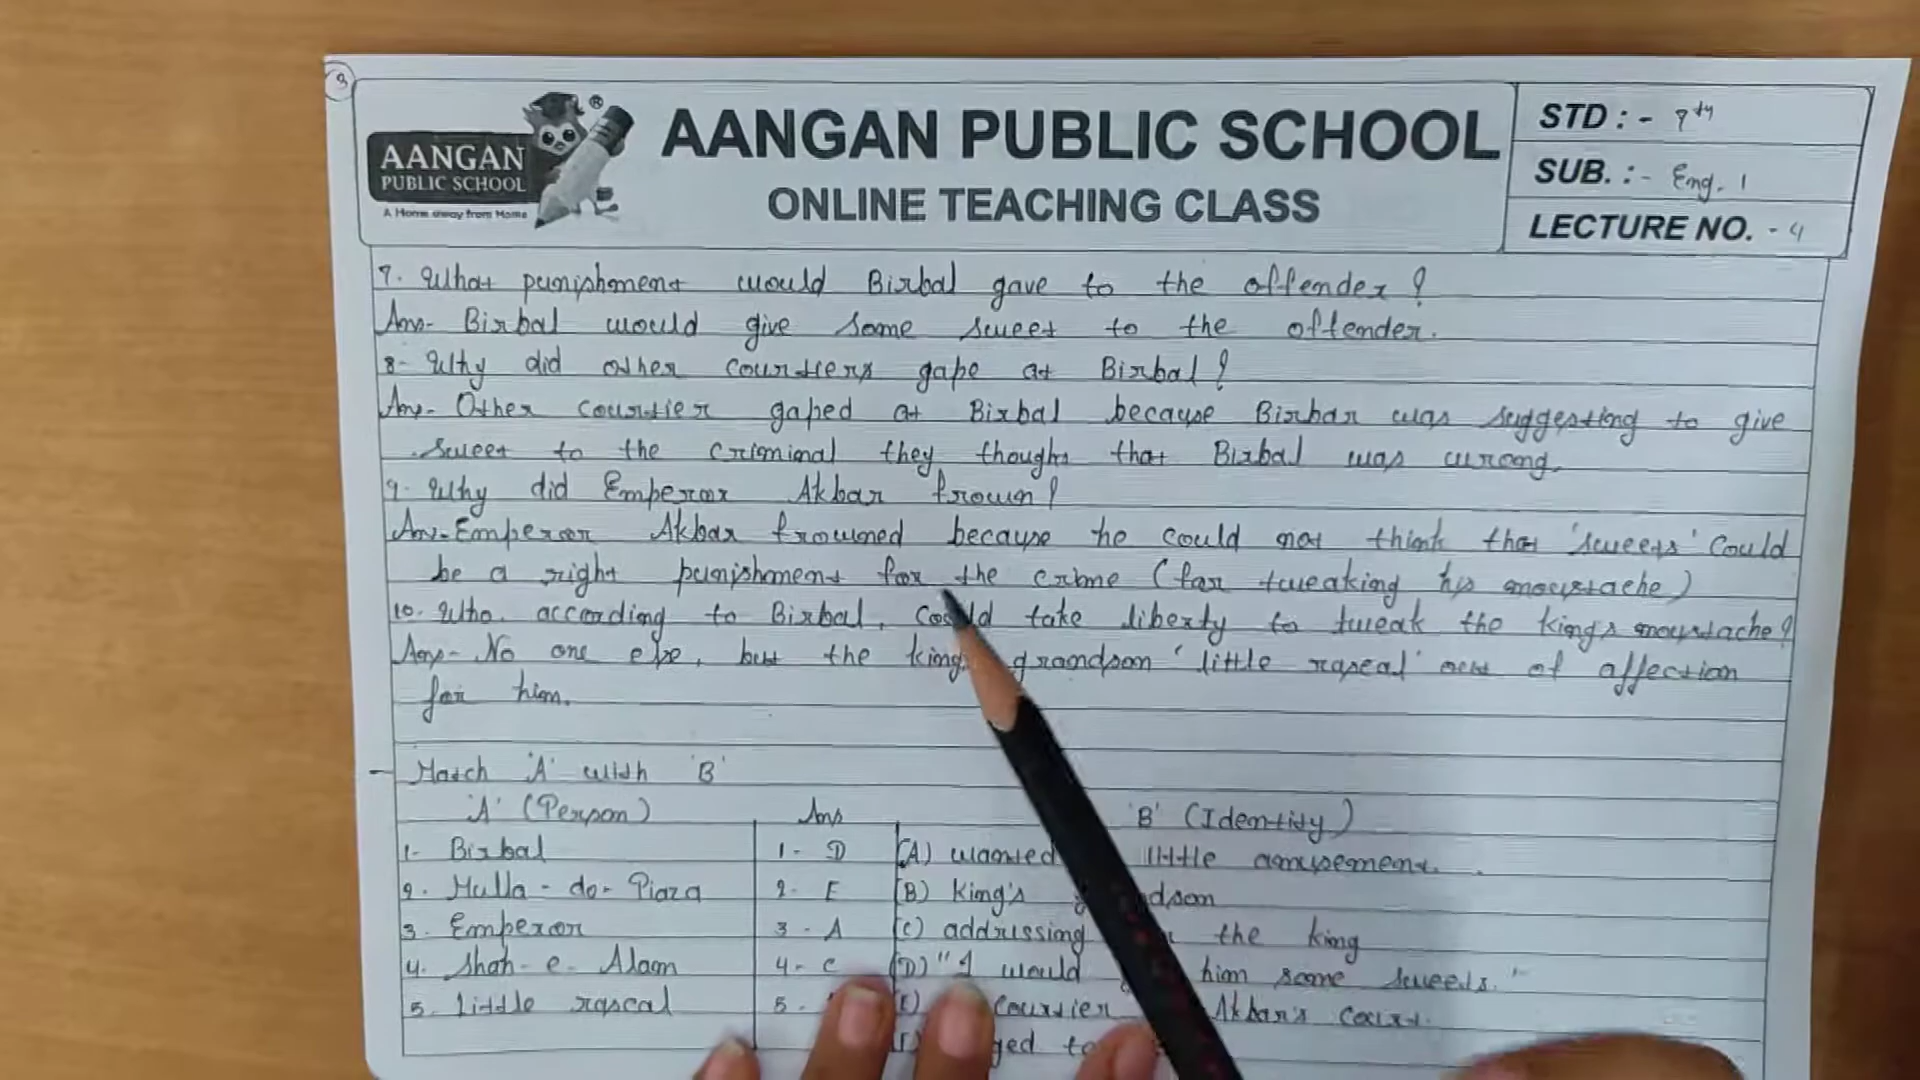 3
AANGAN
PUBLIC SCHOOL
A Home away from Home
®
AANGAN PUBLIC SCHOOL
ONLINE TEACHING CLASS
STD : -
SUB. : - Eng. 1
LECTURE NO. - 4
7. What punishment would Birbal gave to the offender?
Ans- Birbal would give some sweet to the offender.
8- Why did other courtiers gape at Birbal?
Ans- Other courtier gaped at Birbal because Birbar was suggesting to give
sweet to the criminal they thought that Birbal was wrong.
9- Why did Emperor Akbar frown?
Ans-Emperor Akbar frowned because he could not think that 'sweets' could
be a right punishment for the crime (for tweaking his moustache)
10. Who, according to Birbal, could take liberty to tweak the king's moustache?
Ans- No one else, but the king grandson 'little rascal' out of affection
for him.
- Match 'A' with 'B'
'A' (Person) Ans 'B' (Identity)
1- Birbal 1 - D (A) wanted little amusement.
2. Mulla - do - Piaza 2- E (B) King's
3. Emperor 3 - A (C) addrissing the king
4. Shah-e- Alam 4- C (D) "I would him some sweets."
5. Little rascal 5. (E) courtier Akbar's court.
to